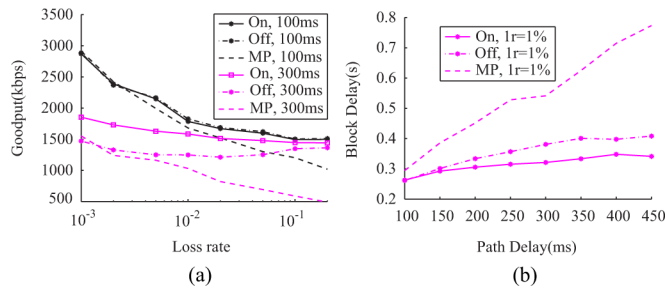 3500
3000
2500
2000
1500
1000
500
Goodput(kbps)
On, 100ms
Off, 100ms
MP, 100ms
On, 300ms
Off, 300ms
MP, 300ms
10^-3
10^-2
10^-1
Loss rate
(a)
0.8
0.7
0.6
0.5
0.4
0.3
0.2
Block Delay(s)
On, 1r=1%
Off, 1r=1%
MP, 1r=1%
100 150 200 250 300 350 400 450
Path Delay(ms)
(b)